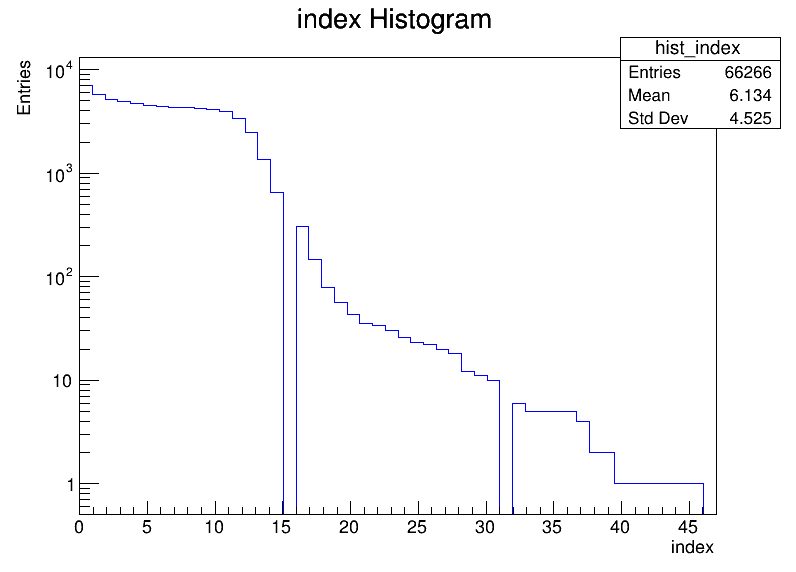 index Histogram
hist_index
Entries 66266
Mean 6.134
Std Dev 4.525
Entries
10^4
10^3
10^2
10
1
0 5 10 15 20 25 30 35 40 45
index